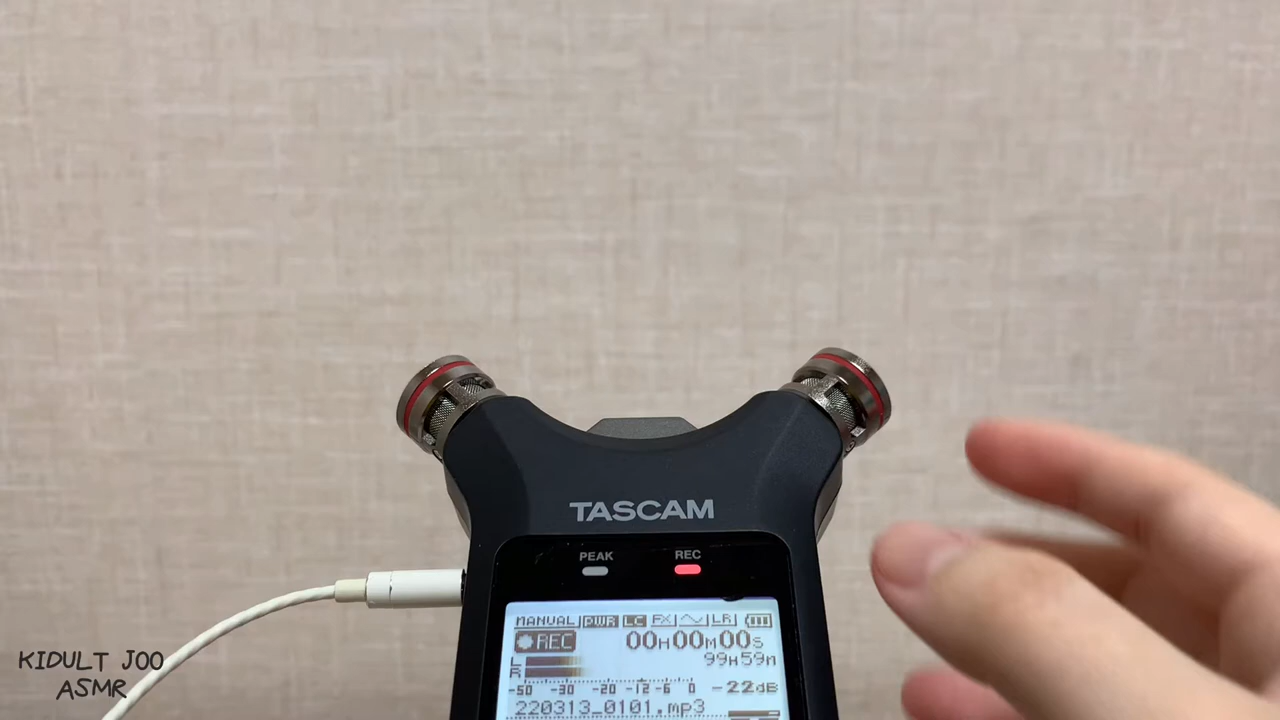 TASCAM
PEAK REC
MANUAL PWR LC FX LR
REC 00H00M00S
99H59M
L
R
-50 -30 -20 -12 -6 0 -22dB
220313_0101.mp3
KIDULT JOO
ASMR